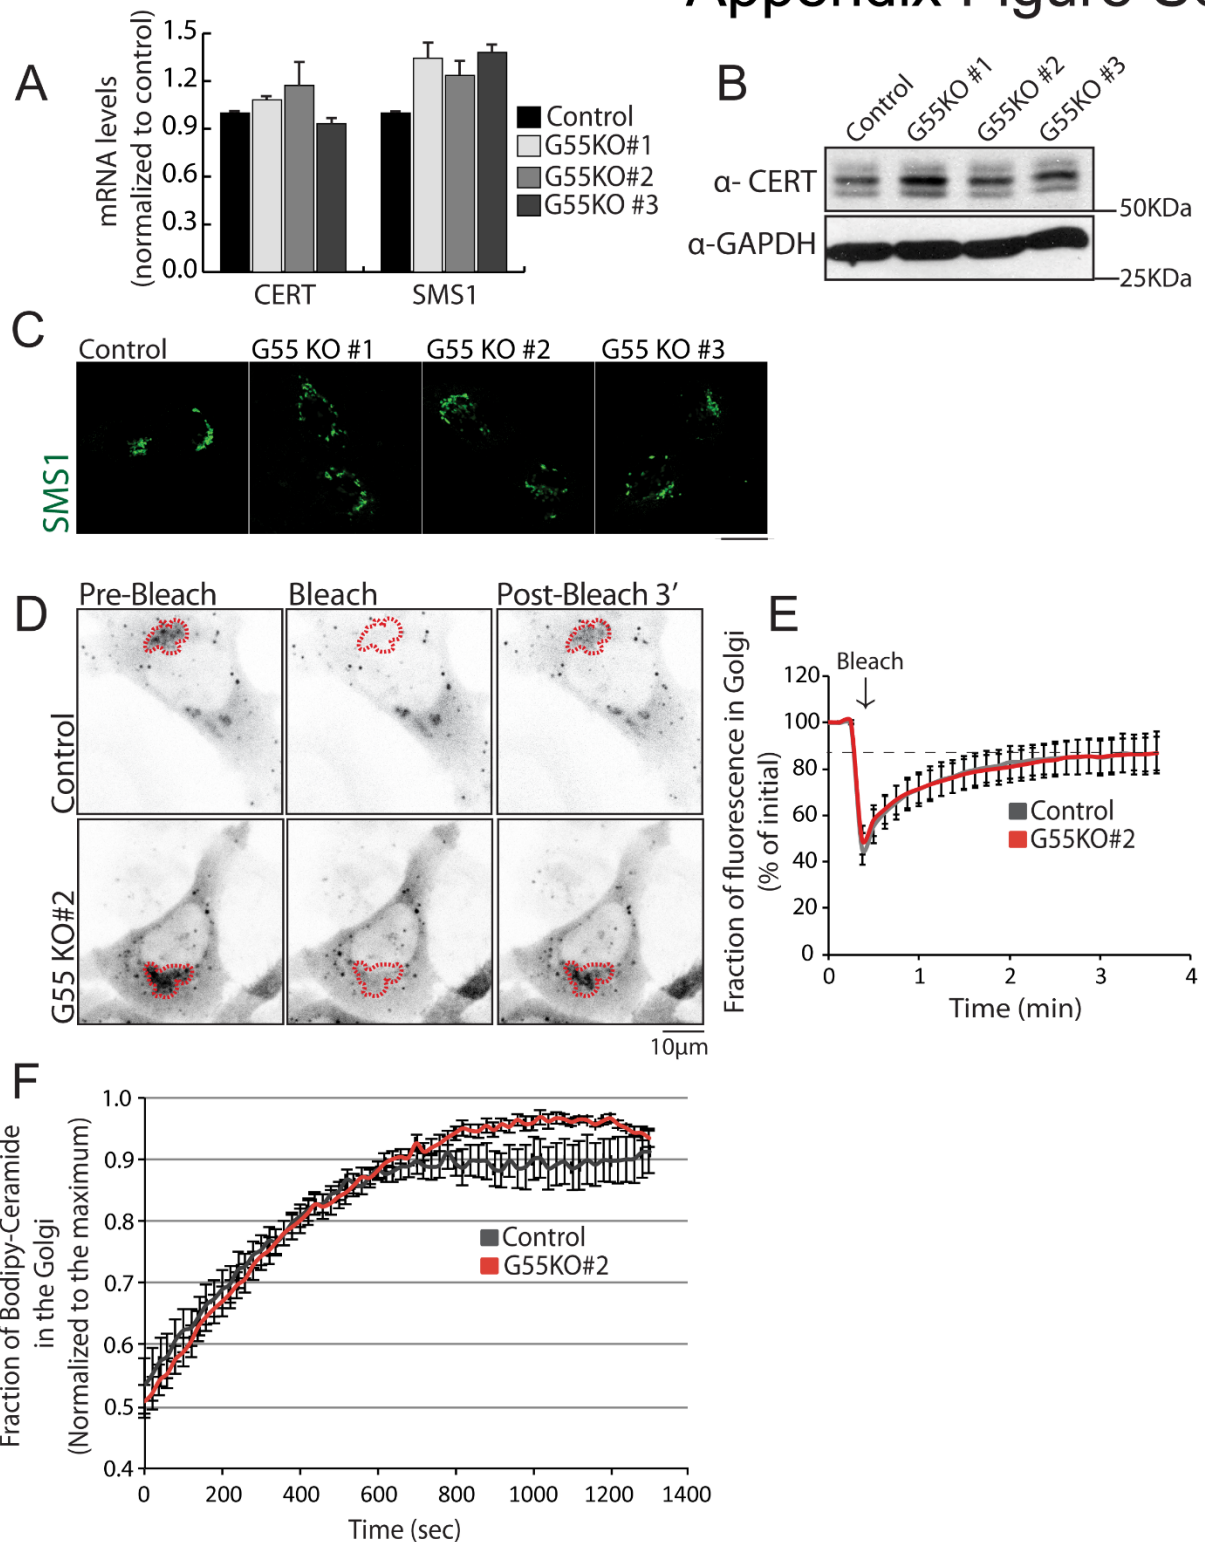 Appendix Figure S
A
mRNA levels
(normalized to control)
1.5
1.2
0.9
0.6
0.3
0.0
CERT
SMS1
Control
G55KO#1
G55KO#2
G55KO #3
B
Control
G55KO #1
G55KO #2
G55KO #3
α- CERT
50KDa
α-GAPDH
25KDa
C
Control
G55 KO #1
G55 KO #2
G55 KO #3
SMS1
D
Pre-Bleach
Bleach
Post-Bleach 3′
Control
G55 KO#2
10μm
E
Fraction of fluorescence in Golgi
(% of initial)
Bleach
120
100
80
60
40
20
0
0
1
2
3
4
Time (min)
Control
G55KO#2
F
Fraction of Bodipy-Ceramide
in the Golgi
(Normalized to the maximum)
1.0
0.9
0.8
0.7
0.6
0.5
0.4
0
200
400
600
800
1000
1200
1400
Time (sec)
Control
G55KO#2